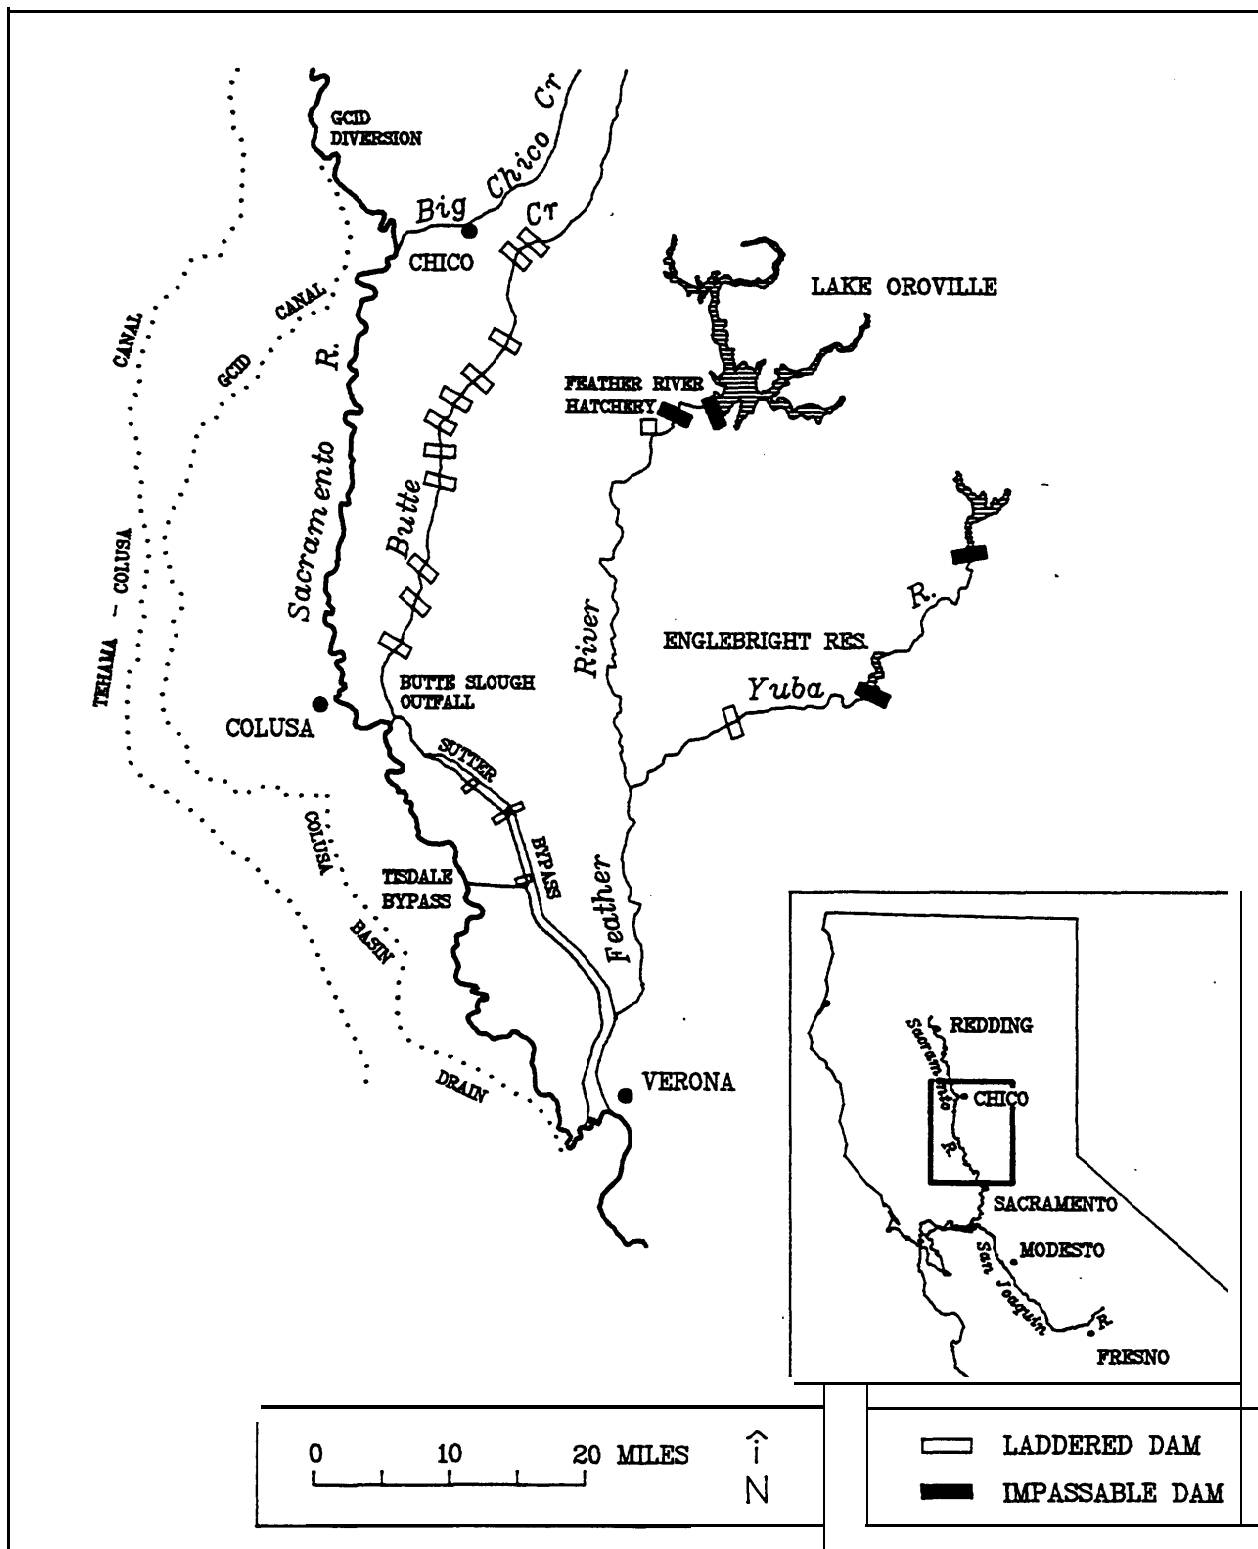 GCID
DIVERSION
Big Chico Cr
Cr
CHICO
CANAL
CANAL
GCID
R.
LAKE OROVILLE
FEATHER RIVER
HATCHERY
Sacramento
Butte
TEHAMA - COLUSA
River
R.
ENGLEBRIGHT RES.
Yuba
BUTTE SLOUGH
OUTFALL
COLUSA
SUTTER
BYPASS
COLUSA
TISDALE
BYPASS
BASIN
Feather
DRAIN
VERONA
REDDING
Sacramento
CHICO
R.
SACRAMENTO
MODESTO
San Joaquin
R.
FRESNO
0 10 20 MILES
N
LADDERED DAM
IMPASSABLE DAM